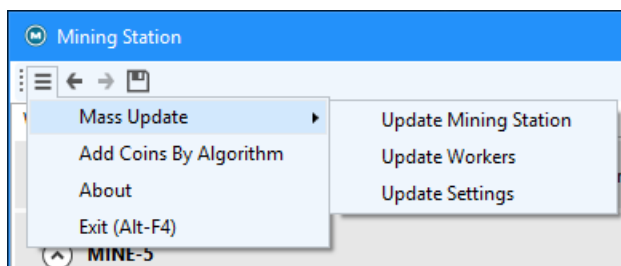 Mining Station
Mass Update
Update Mining Station
Add Coins By Algorithm
Update Workers
About
Update Settings
Exit (Alt-F4)
MINE-5